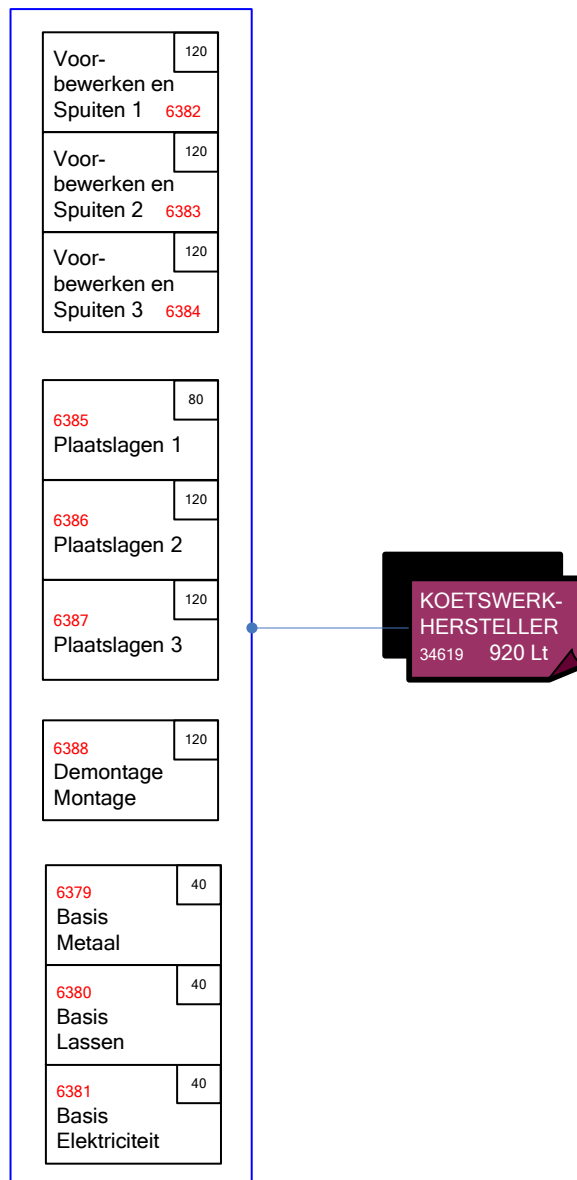 120
Voor-
bewerken en
Spuiten 1 6382
120
Voor-
bewerken en
Spuiten 2 6383
120
Voor-
bewerken en
Spuiten 3 6384
80
6385
Plaatslagen 1
120
6386
Plaatslagen 2
120
6387
Plaatslagen 3
120
6388
Demontage
Montage
40
6379
Basis
Metaal
40
6380
Basis
Lassen
40
6381
Basis
Elektriciteit
KOETSWERK-
HERSTELLER
34619 920 Lt